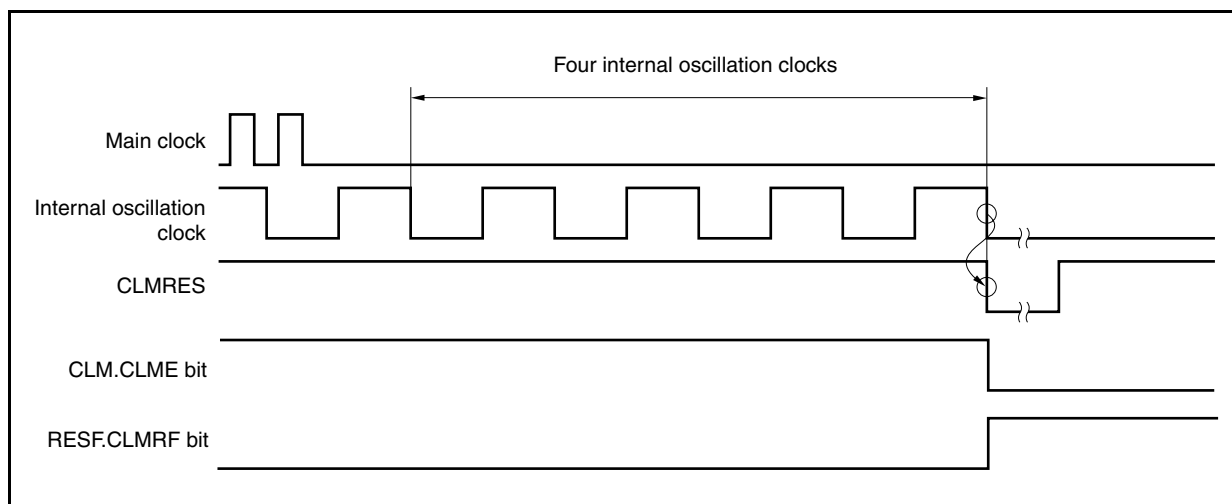 Four internal oscillation clocks
Main clock
Internal oscillation
clock
CLMRES
CLM.CLME bit
RESF.CLMRF bit